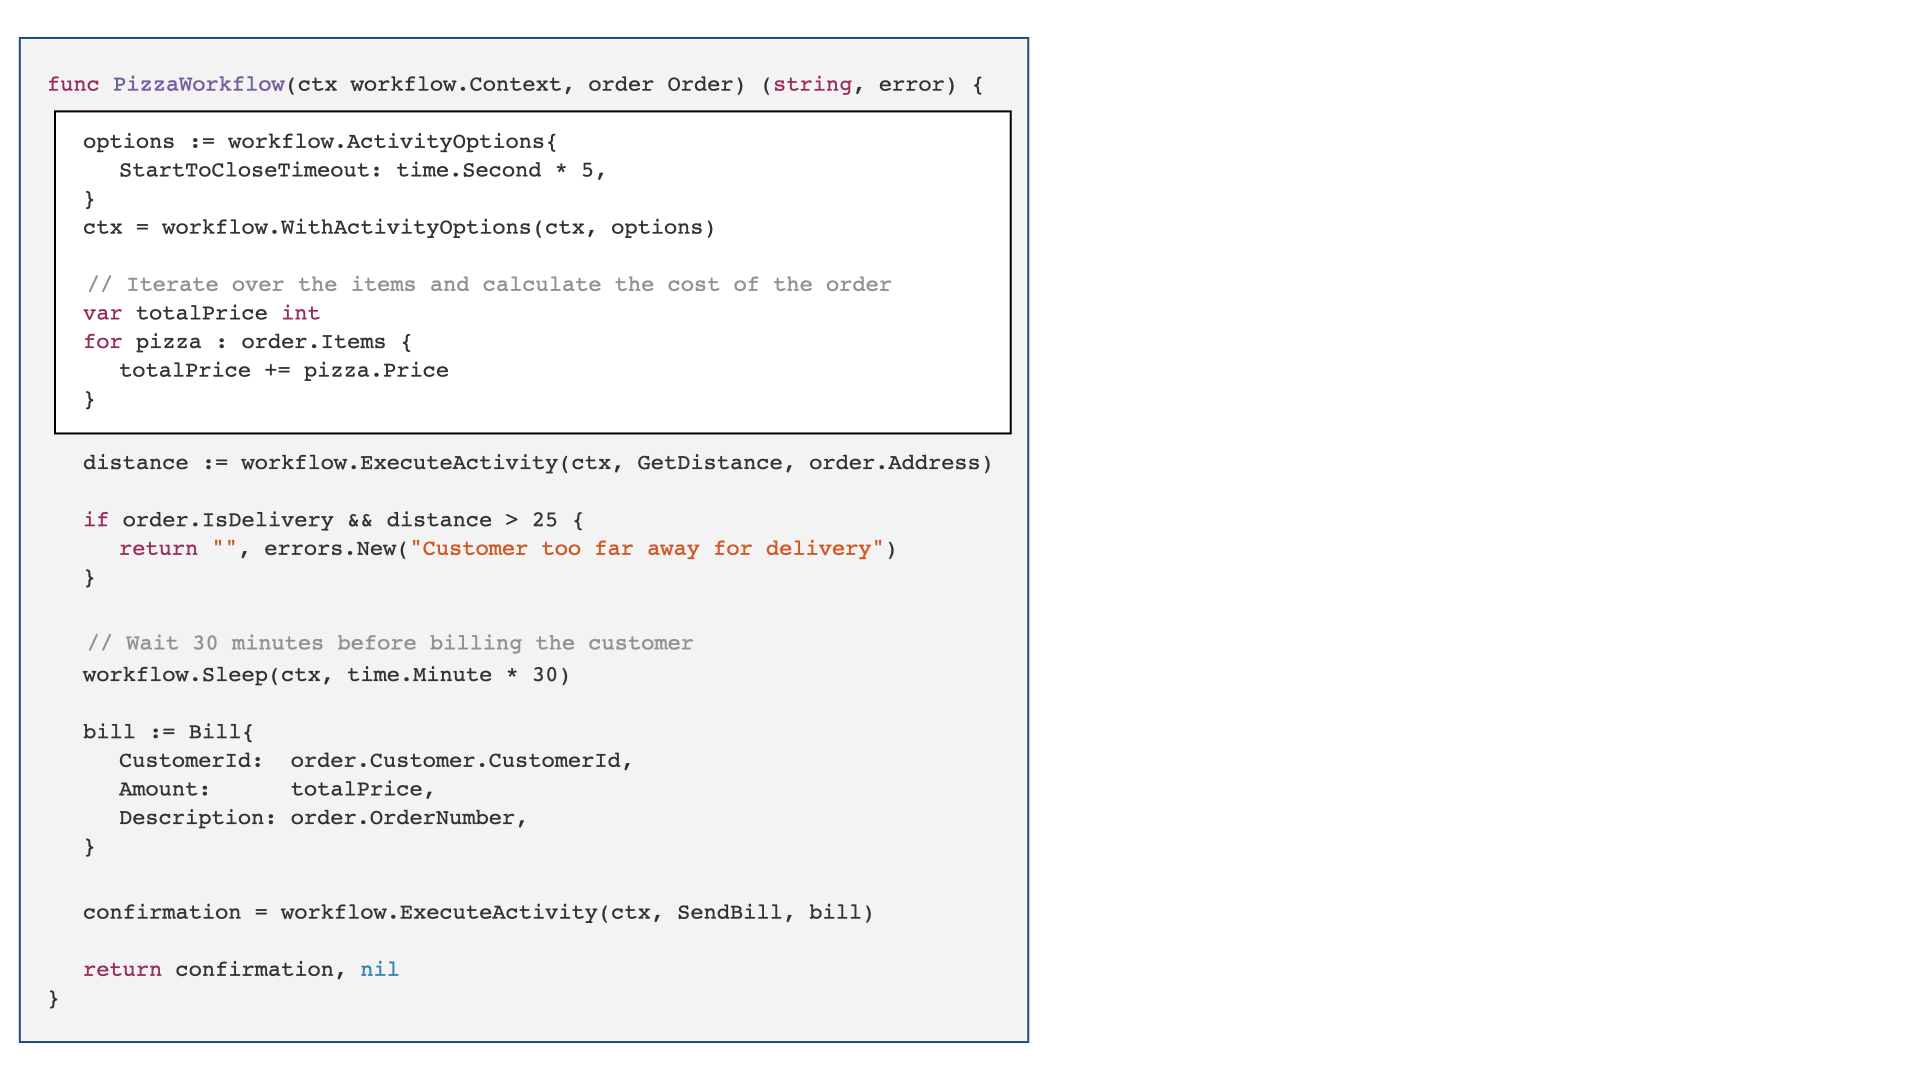 func PizzaWorkflow(ctx workflow.Context, order Order) (string, error) {
options := workflow.ActivityOptions{
StartToCloseTimeout: time.Second * 5,
}
ctx = workflow.WithActivityOptions(ctx, options)
// Iterate over the items and calculate the cost of the order
var totalPrice int
for pizza : order.Items {
totalPrice += pizza.Price
}
distance := workflow.ExecuteActivity(ctx, GetDistance, order.Address)
if order.IsDelivery && distance > 25 {
return "", errors.New("Customer too far away for delivery")
}
// Wait 30 minutes before billing the customer
workflow.Sleep(ctx, time.Minute * 30)
bill := Bill{
CustomerId: order.Customer.CustomerId,
Amount: totalPrice,
Description: order.OrderNumber,
}
confirmation = workflow.ExecuteActivity(ctx, SendBill, bill)
return confirmation, nil
}